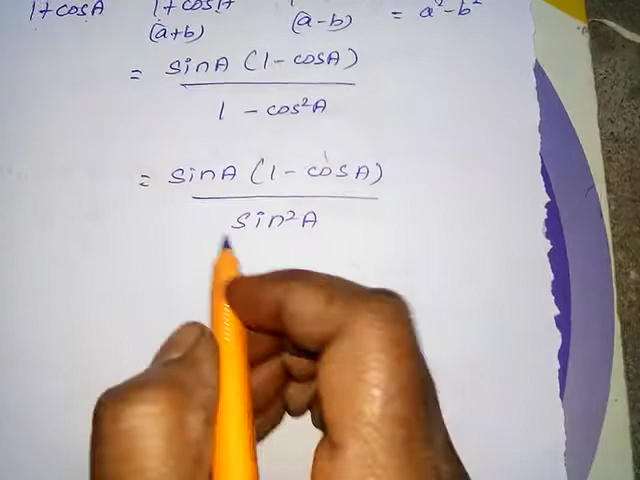 1+cosA 1+cosA
(a+b) (a-b) = a²-b²
= sinA (1-cosA)
1 - cos²A
= sinA (1-cosA)
sin²A